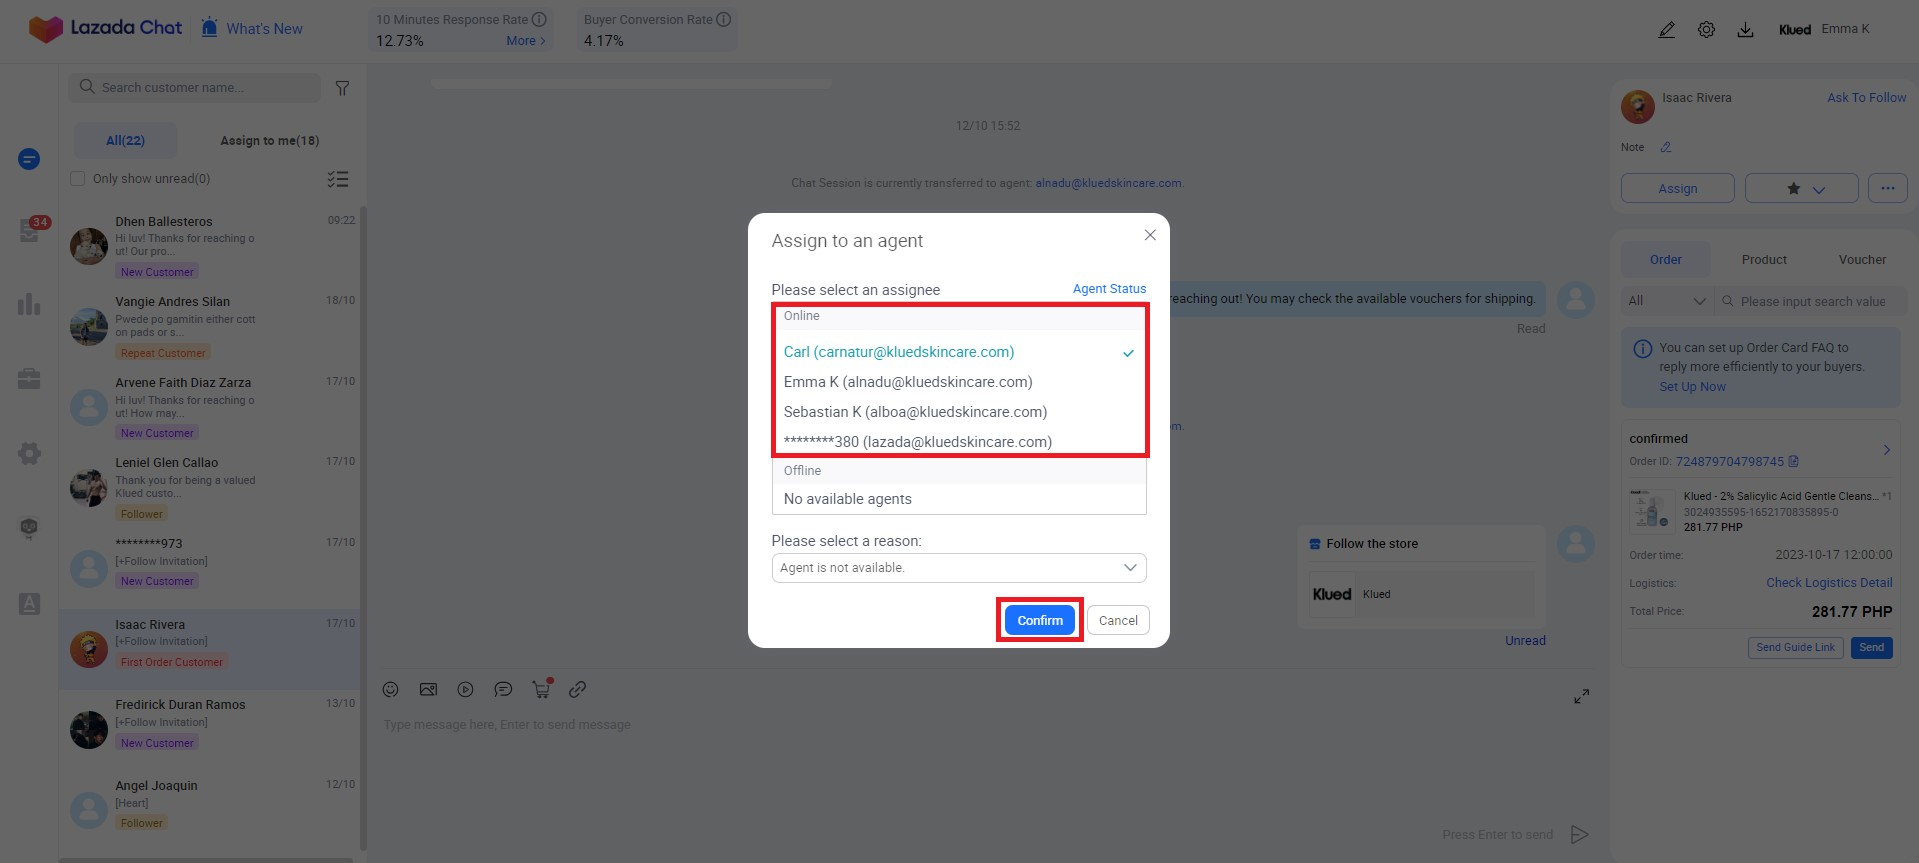 Lazada Chat
What's New
10 Minutes Response Rate
12.73%
More >
Buyer Conversion Rate
4.17%
Klued
Emma K
Search customer name...
All(22)
Assign to me(18)
Only show unread(0)
34
Dhen Ballesteros
09:22
Hi luv! Thanks for reaching o
ut! Our pro...
New Customer
Vangie Andres Silan
18/10
Pwede po gamitin either cott
on pads or s...
Repeat Customer
Arvene Faith Diaz Zarza
17/10
Hi luv! Thanks for reaching o
ut! How may...
New Customer
Leniel Glen Callao
17/10
Thank you for being a valued
Klued custo...
Follower
********973
17/10
[+Follow Invitation]
New Customer
Isaac Rivera
17/10
[+Follow Invitation]
First Order Customer
Fredirick Duran Ramos
13/10
[+Follow Invitation]
New Customer
Angel Joaquin
12/10
[Heart]
Follower
12/10 15:52
Chat Session is currently transferred to agent: alnadu@kluedskincare.com.
Assign to an agent
Please select an assignee
Agent Status
Online
Carl (carnatur@kluedskincare.com)
Emma K (alnadu@kluedskincare.com)
Sebastian K (alboa@kluedskincare.com)
********380 (lazada@kluedskincare.com)
Offline
No available agents
Please select a reason:
Agent is not available.
Confirm
Cancel
reaching out! You may check the available vouchers for shipping.
Read
om.
Follow the store
Klued
Klued
Unread
Type message here, Enter to send message
Press Enter to send
Isaac Rivera
Ask To Follow
Note
Assign
Order
Product
Voucher
All
Please input search value
You can set up Order Card FAQ to
reply more efficiently to your buyers.
Set Up Now
confirmed
Order ID: 724879704798745
Klued - 2% Salicylic Acid Gentle Cleans... *1
3024935595-1652170835895-0
281.77 PHP
Order time:
2023-10-17 12:00:00
Logistics:
Check Logistics Detail
Total Price:
281.77 PHP
Send Guide Link
Send